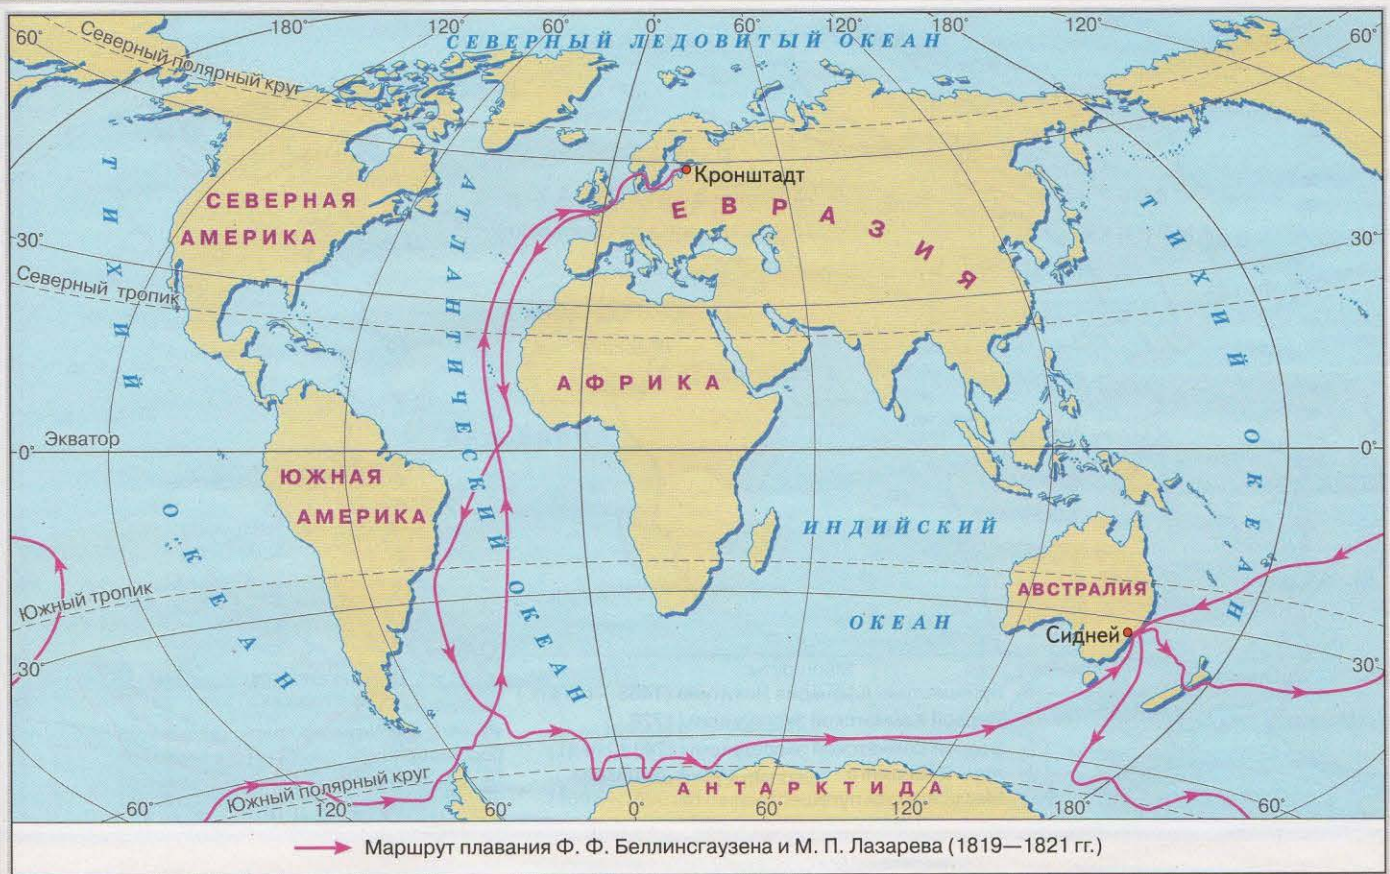 180° 120° 60° 0° 60° 120° 180° 120°
60° 60°
СЕВЕРНЫЙ ЛЕДОВИТЫЙ ОКЕАН
Северный полярный круг
Кронштадт
СЕВЕРНАЯ
АМЕРИКА
ЕВРАЗИЯ
ТИХИЙ
АТЛАНТИЧЕСКИЙ ОКЕАН
ТИХИЙ ОКЕАН
30° 30°
Северный тропик
АФРИКА
Экватор
0° 0°
ЮЖНАЯ
АМЕРИКА
ИНДИЙСКИЙ
ОКЕАН
ОКЕАН
Южный тропик
АВСТРАЛИЯ
Сидней
30° 30°
Южный полярный круг
АНТАРКТИДА
60° 120° 60° 0° 60° 120° 180° 60°
Маршрут плавания Ф. Ф. Беллинсгаузена и М. П. Лазарева (1819—1821 гг.)